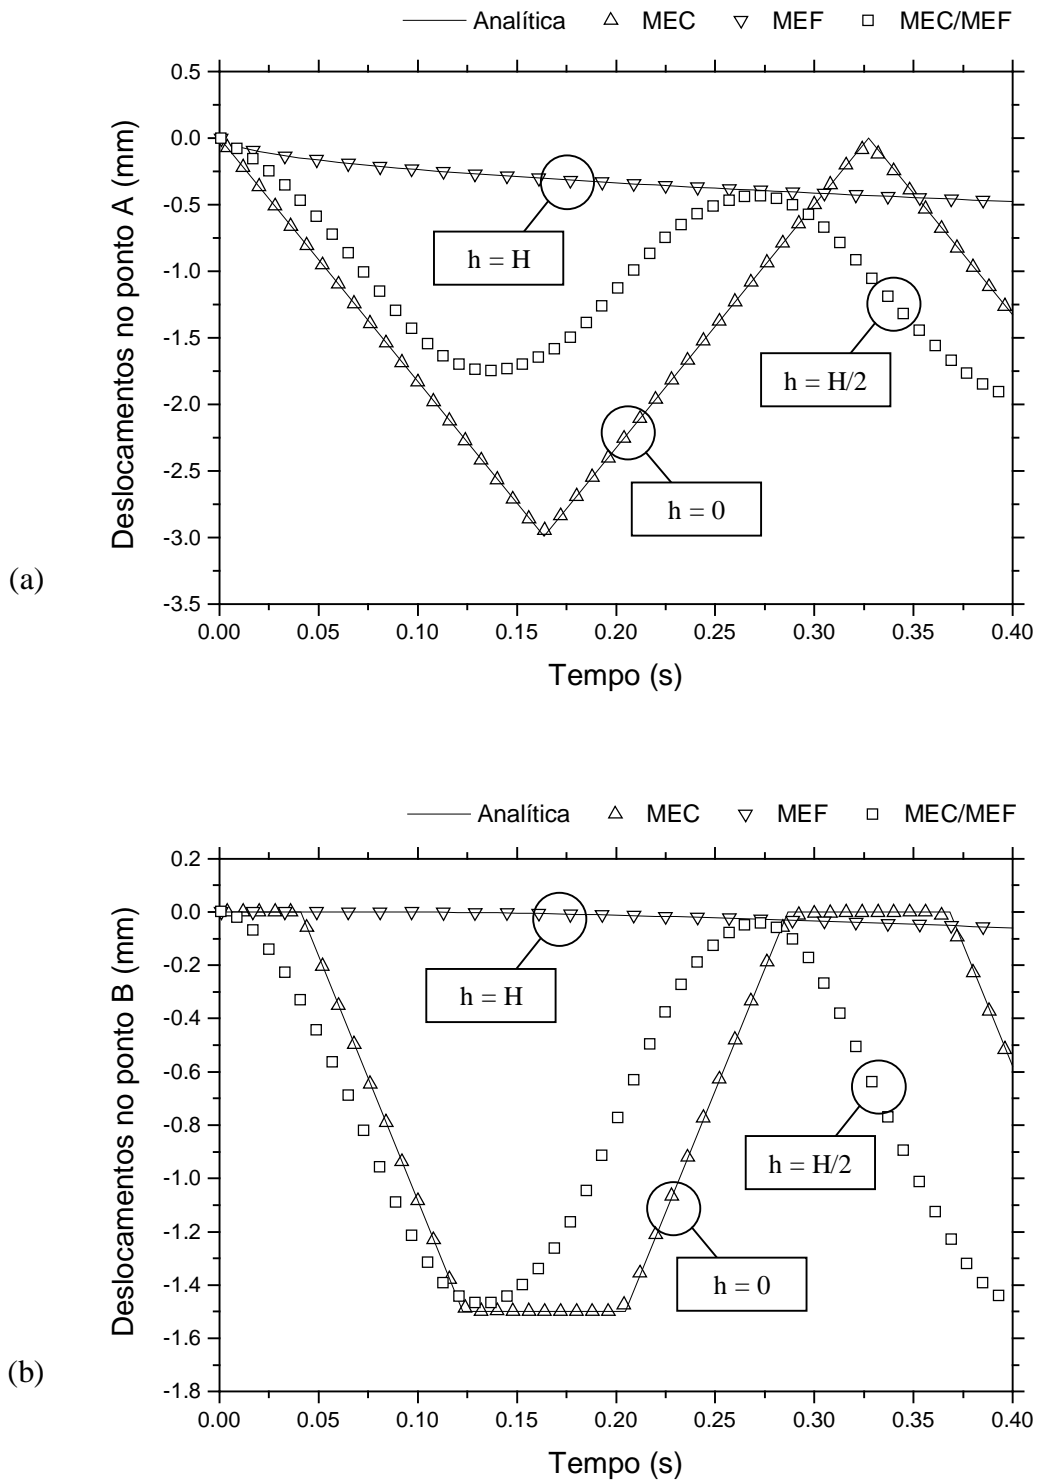 Analítica MEC MEF MEC/MEF
0.5
0.0
-0.5
-1.0
-1.5
-2.0
-2.5
-3.0
-3.5
Deslocamentos no ponto A (mm)
h = H
h = H/2
h = 0
(a)
0.00 0.05 0.10 0.15 0.20 0.25 0.30 0.35 0.40
Tempo (s)
Analítica MEC MEF MEC/MEF
0.2
0.0
-0.2
-0.4
-0.6
-0.8
-1.0
-1.2
-1.4
-1.6
-1.8
Deslocamentos no ponto B (mm)
h = H
h = H/2
h = 0
(b)
0.00 0.05 0.10 0.15 0.20 0.25 0.30 0.35 0.40
Tempo (s)